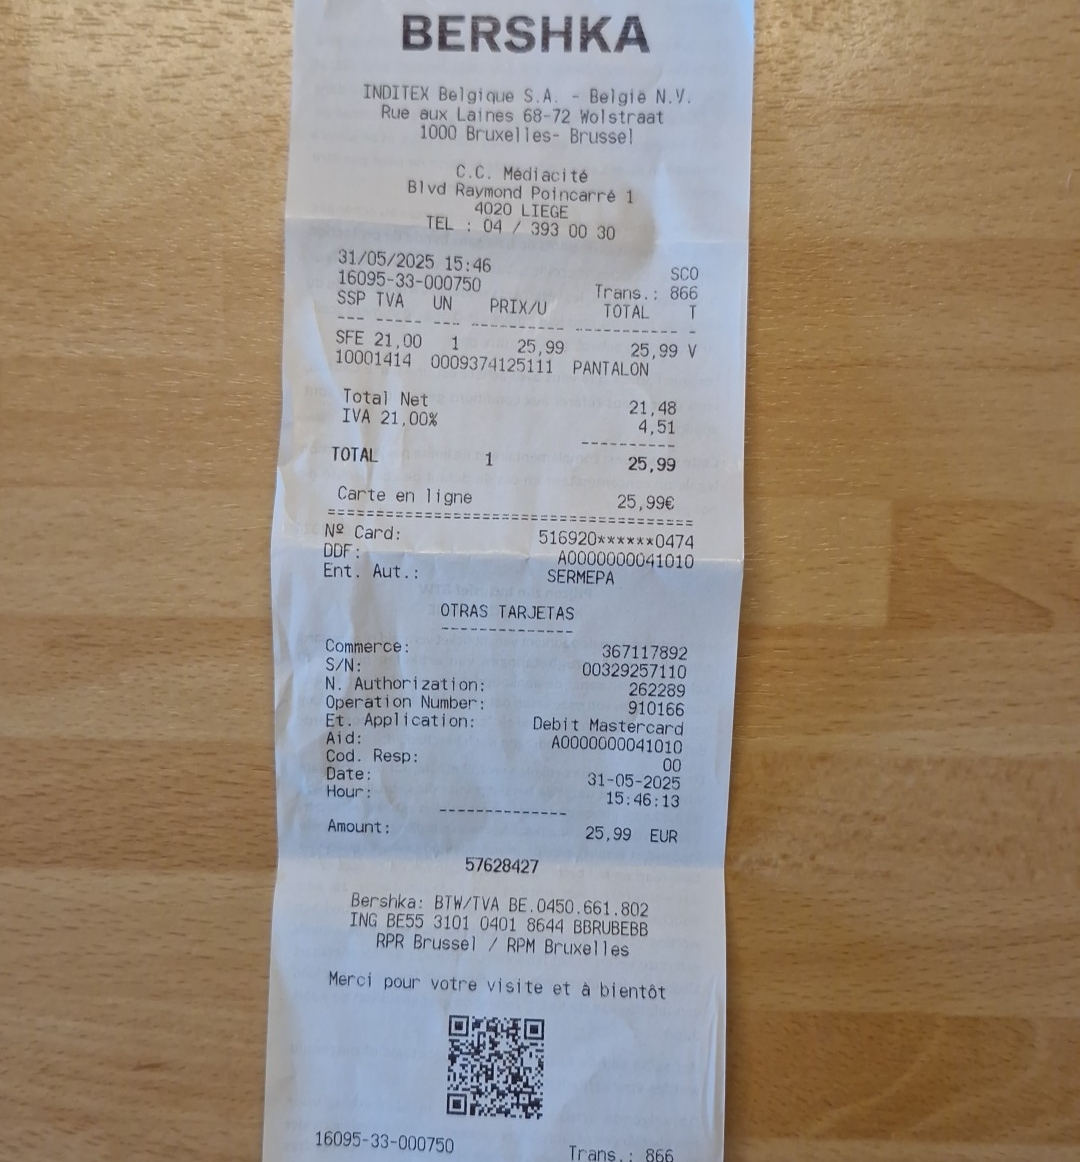 BERSHKA
INDITEX Belgique S.A. - België N.V.
Rue aux Laines 68-72 Wolstraat
1000 Bruxelles- Brussel
C.C. Médiacité
Blvd Raymond Poincarré 1
4020 LIEGE
TEL : 04 / 393 00 30
31/05/2025 15:46 SCO
16095-33-000750 Trans.: 866
SSP TVA UN PRIX/U TOTAL T
--- ----- --- ---------- ----------- -
SFE 21,00 1 25,99 25,99 V
10001414 0009374125111 PANTALON
Total Net 21,48
IVA 21,00% 4,51
----------
TOTAL 1 25,99
Carte en ligne 25,99€
==========================================
Nº Card: 516920******0474
DDF: A0000000041010
Ent. Aut.: SERMEPA
OTRAS TARJETAS
--------------
Commerce: 367117892
S/N: 00329257110
N. Authorization: 262289
Operation Number: 910166
Et. Application: Debit Mastercard
Aid: A0000000041010
Cod. Resp: 00
Date: 31-05-2025
Hour: 15:46:13
--------------
Amount: 25,99 EUR
57628427
Bershka: BTW/TVA BE.0450.661.802
ING BE55 3101 0401 8644 BBRUBEBB
RPR Brussel / RPM Bruxelles
Merci pour votre visite et à bientôt
16095-33-000750 Trans.: 866